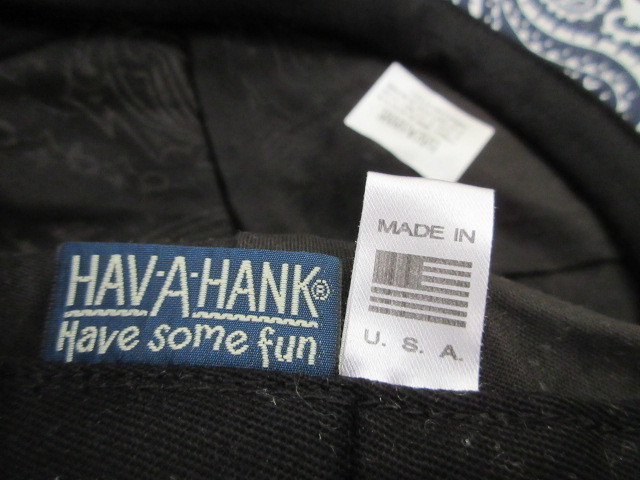 HAV-A-HANK®
Have some fun
MADE IN
U. S. A.